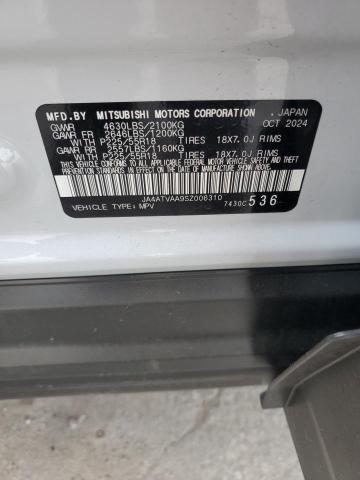 MFD.BY MITSUBISHI MOTORS CORPORATION , JAPAN
GVWR 4630LBS/2100KG OCT 2024
GAWR FR 2646LBS/1200KG
WITH P225/55R18 TIRES 18X7.0J RIMS
GAWR RR 2557LBS/1160KG
WITH P225/55R18 TIRES 18X7.0J RIMS
THIS VEHICLE CONFORMS TO ALL APPLICABLE FEDERAL MOTOR VEHICLE SAFETY, BUMPER, AND THEFT
PREVENTION STANDARDS IN EFFECT ON THE DATE OF MANUFACTURE SHOWN ABOVE.
JA4ATVAA9SZ006310
VEHICLE TYPE:MPV 7430C 536